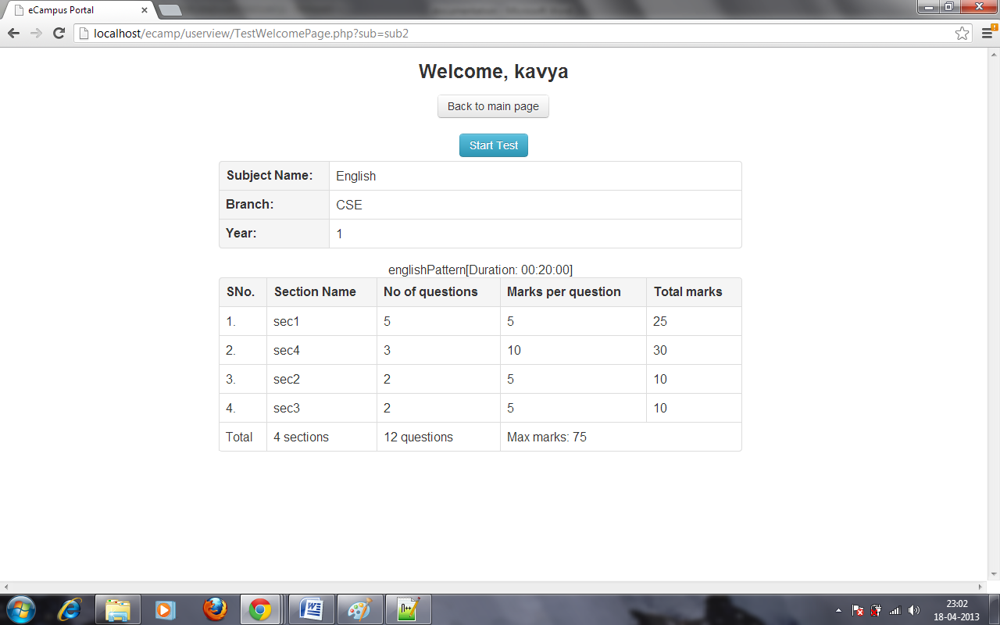 eCampus Portal
localhost/ecamp/userview/TestWelcomePage.php?sub=sub2
Welcome, kavya
Back to main page
Start Test
Subject Name: English
Branch: CSE
Year: 1
englishPattern[Duration: 00:20:00]
SNo. Section Name No of questions Marks per question Total marks
1. sec1 5 5 25
2. sec4 3 10 30
3. sec2 2 5 10
4. sec3 2 5 10
Total 4 sections 12 questions Max marks: 75
23:02
18-04-2013